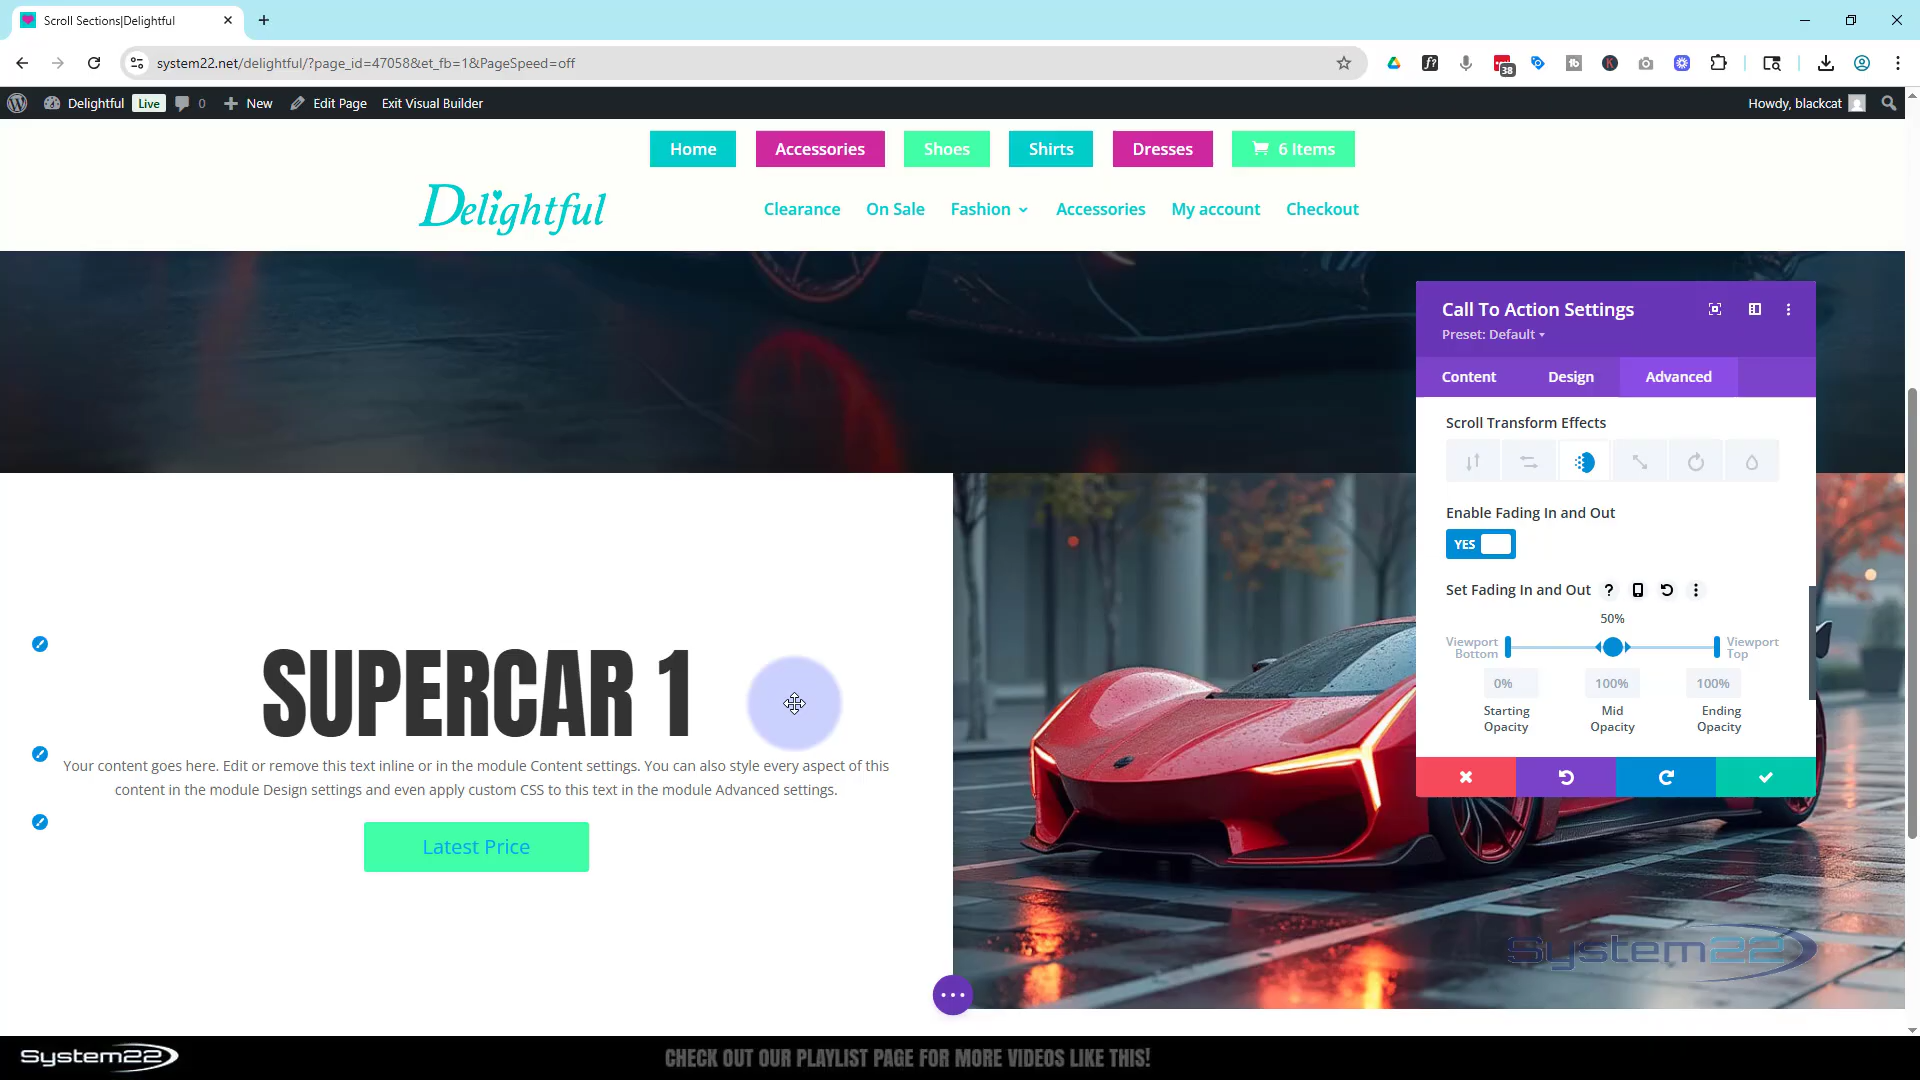 Scroll Sections|Delightful
system22.net/delightful/?page_id=47058&et_fb=1&PageSpeed=off
38
Delightful Live 0 New Edit Page Exit Visual Builder Howdy, blackcat
Home Accessories Shoes Shirts Dresses 6 Items
Delightful
Clearance On Sale Fashion Accessories My account Checkout
Call To Action Settings
Preset: Default
Content Design Advanced
Scroll Transform Effects
Enable Fading In and Out
YES
Set Fading In and Out ?
50%
Viewport Bottom Viewport Top
0% 100% 100%
Starting Opacity Mid Opacity Ending Opacity
SUPERCAR 1
Your content goes here. Edit or remove this text inline or in the module Content settings. You can also style every aspect of this
content in the module Design settings and even apply custom CSS to this text in the module Advanced settings.
Latest Price
System22
System22
CHECK OUT OUR PLAYLIST PAGE FOR MORE VIDEOS LIKE THIS!